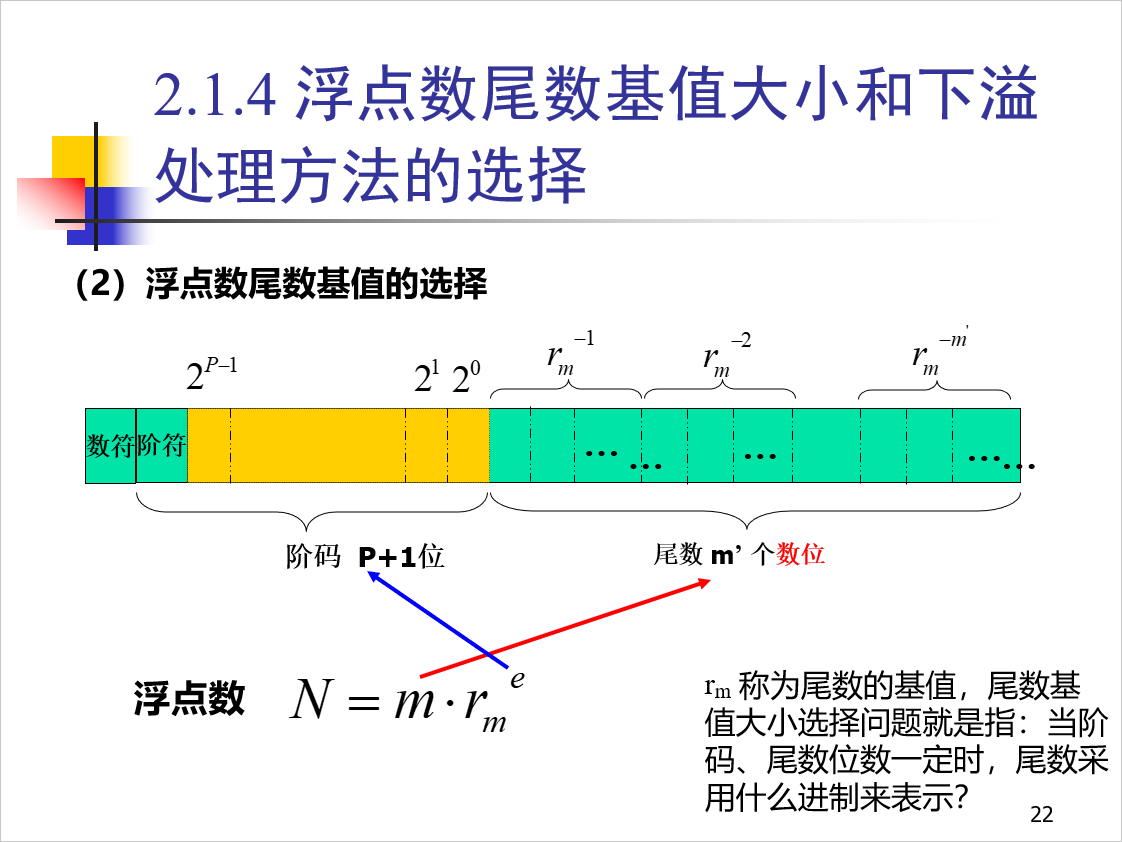 2.1.4 浮点数尾数基值大小和下溢
处理方法的选择
（2）浮点数尾数基值的选择
2^{P-1} 2^1 2^0 r_m^{-1} r_m^{-2} r_m^{-m'}
数符 阶符 … … … … …
阶码 P+1位 尾数 m’ 个数位
浮点数 N = m · r_m^e
r_m 称为尾数的基值，尾数基
值大小选择问题就是指：当阶
码、尾数位数一定时，尾数采
用什么进制来表示？
22